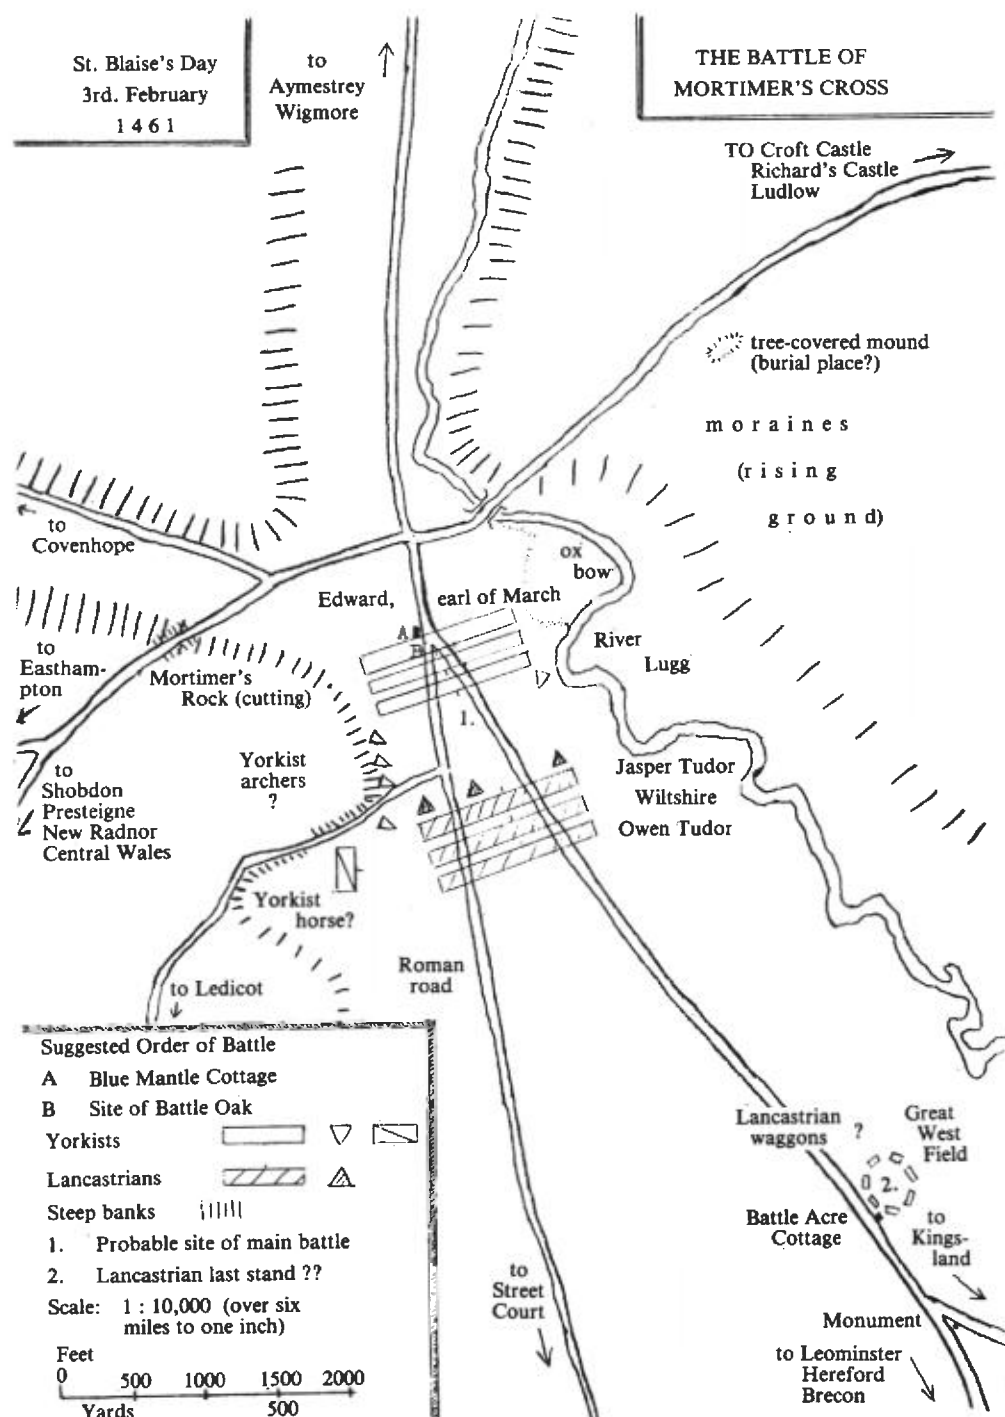 St. Blaise's Day
3rd. February
1461
to
Aymestrey
Wigmore
THE BATTLE OF
MORTIMER'S CROSS
TO Croft Castle
Richard's Castle
Ludlow
tree-covered mound
(burial place?)
moraines
(rising
ground)
to
Covenhope
ox
bow
Edward, earl of March
A
B
River
Lugg
to
Eastham-
pton
Mortimer's
Rock (cutting)
1.
Yorkist
archers
?
to
Shobdon
Presteigne
New Radnor
Central Wales
Jasper Tudor
Wiltshire
Owen Tudor
Yorkist
horse?
Roman
road
to Ledicot
Suggested Order of Battle
A Blue Mantle Cottage
B Site of Battle Oak
Yorkists
Lancastrians
Steep banks
1. Probable site of main battle
2. Lancastrian last stand ??
Scale: 1 : 10,000 (over six
miles to one inch)
Feet
0 500 1000 1500 2000
Yards 500
Lancastrian
waggons ?
Great
West
Field
2.
Battle Acre
Cottage
to
Kings-
land
to
Street
Court
Monument
to Leominster
Hereford
Brecon